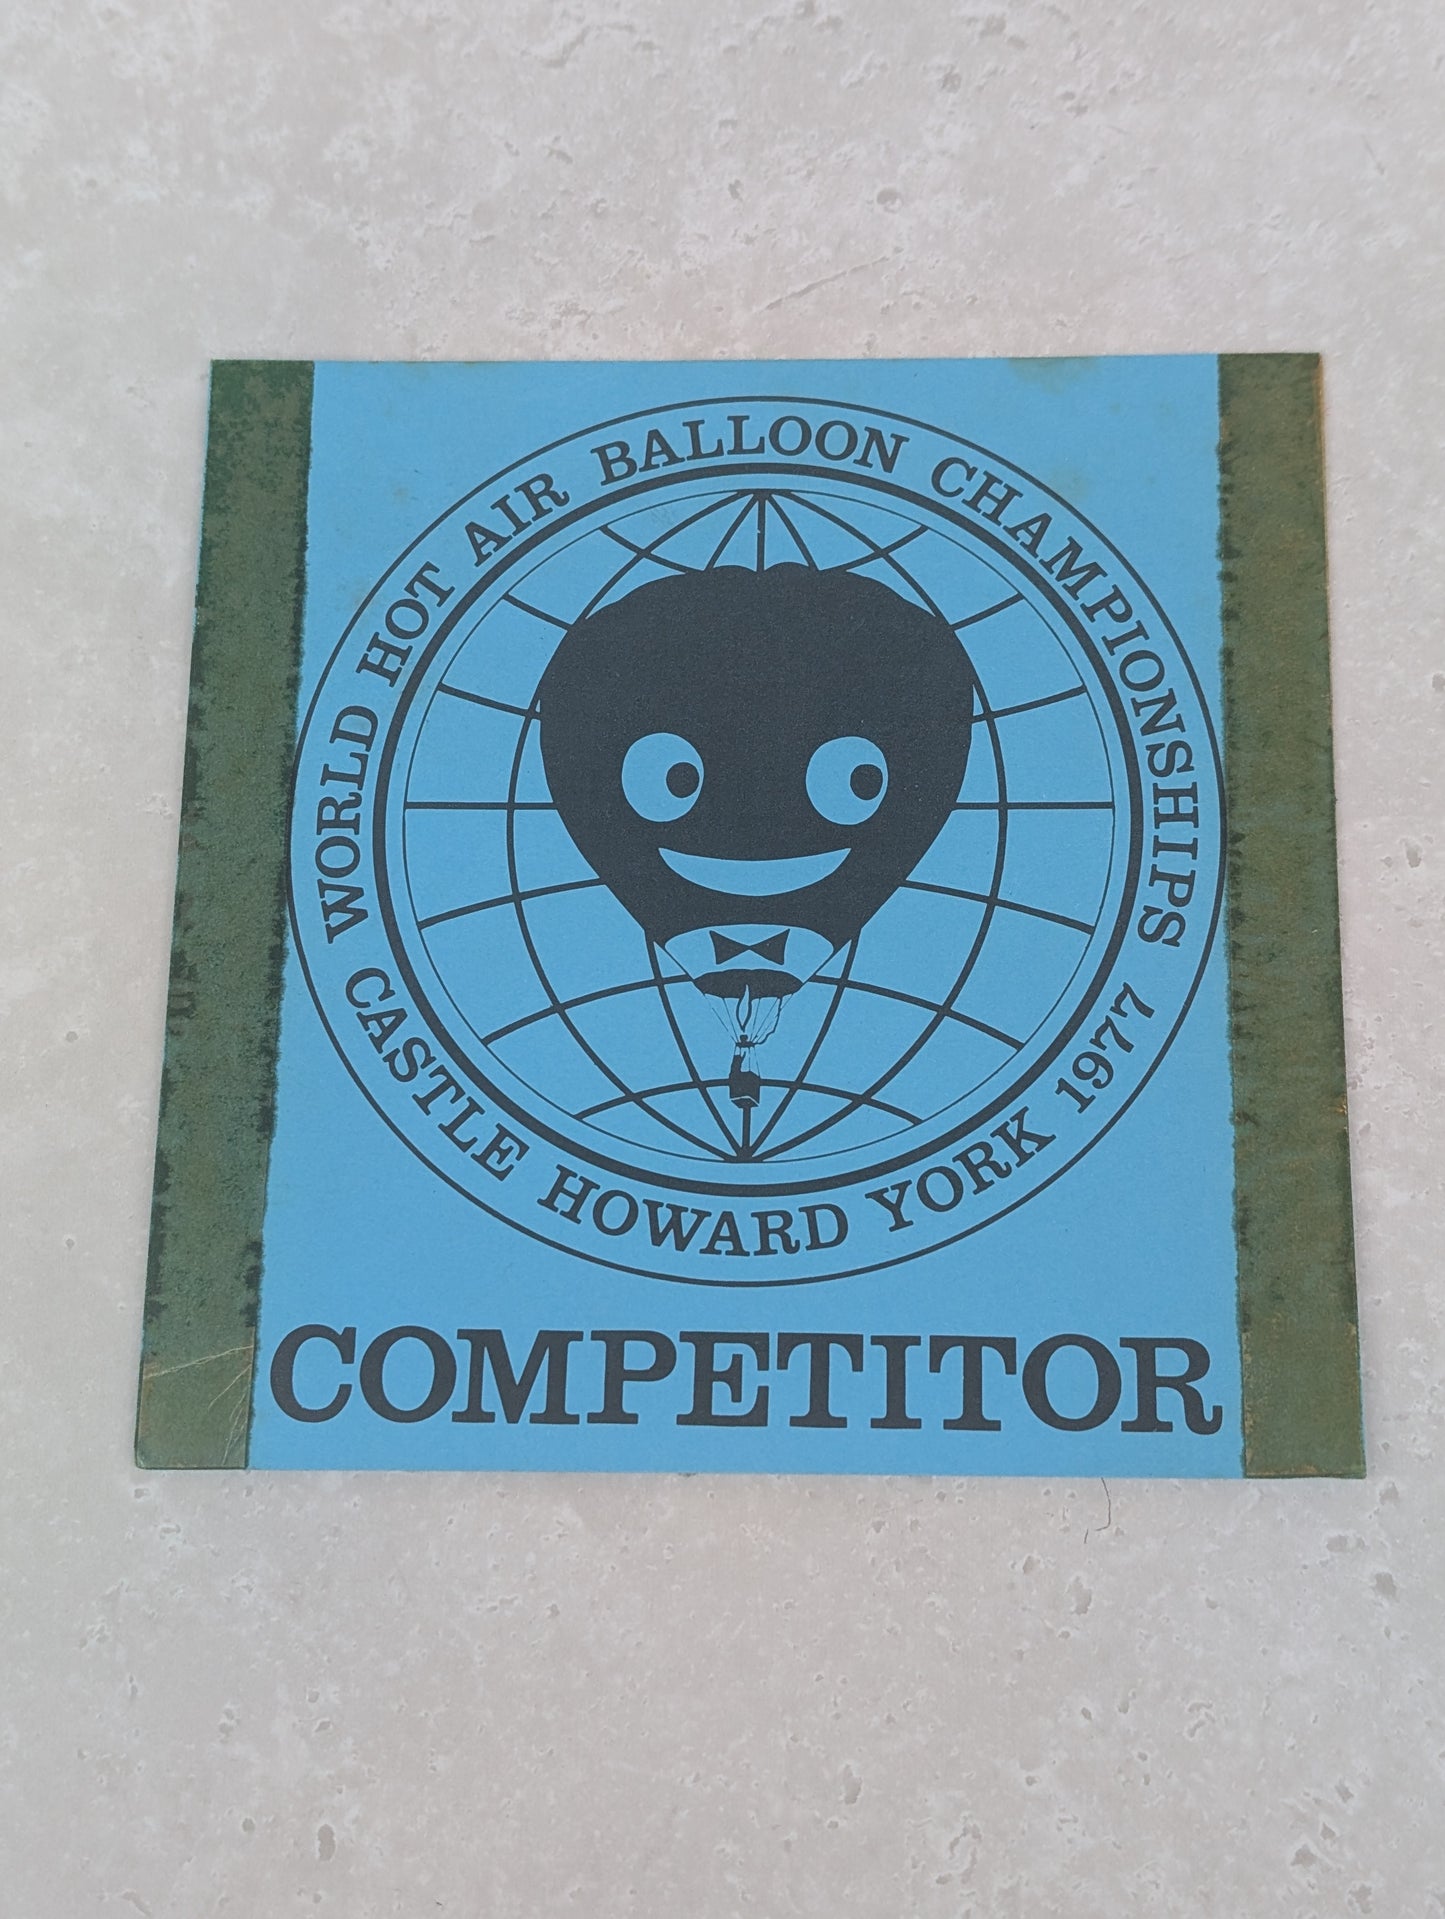 WORLD HOT AIR BALLOON CHAMPIONSHIPS
CASTLE HOWARD YORK 1977
COMPETITOR